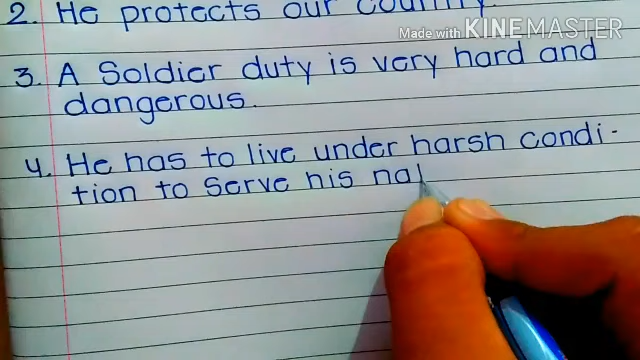 2. He protects our country.
Made with KINEMASTER
3. A Soldier duty is very hard and
dangerous.
4. He has to live under harsh condi-
tion to serve his na